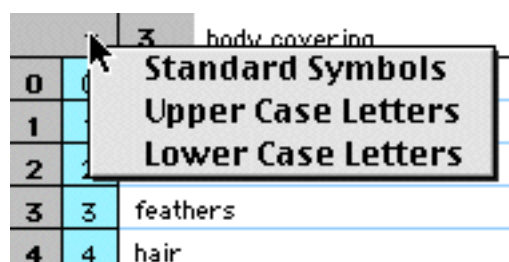 3 body covering
Standard Symbols
0
Upper Case Letters
1
Lower Case Letters
2
3 3 feathers
4 4 hair